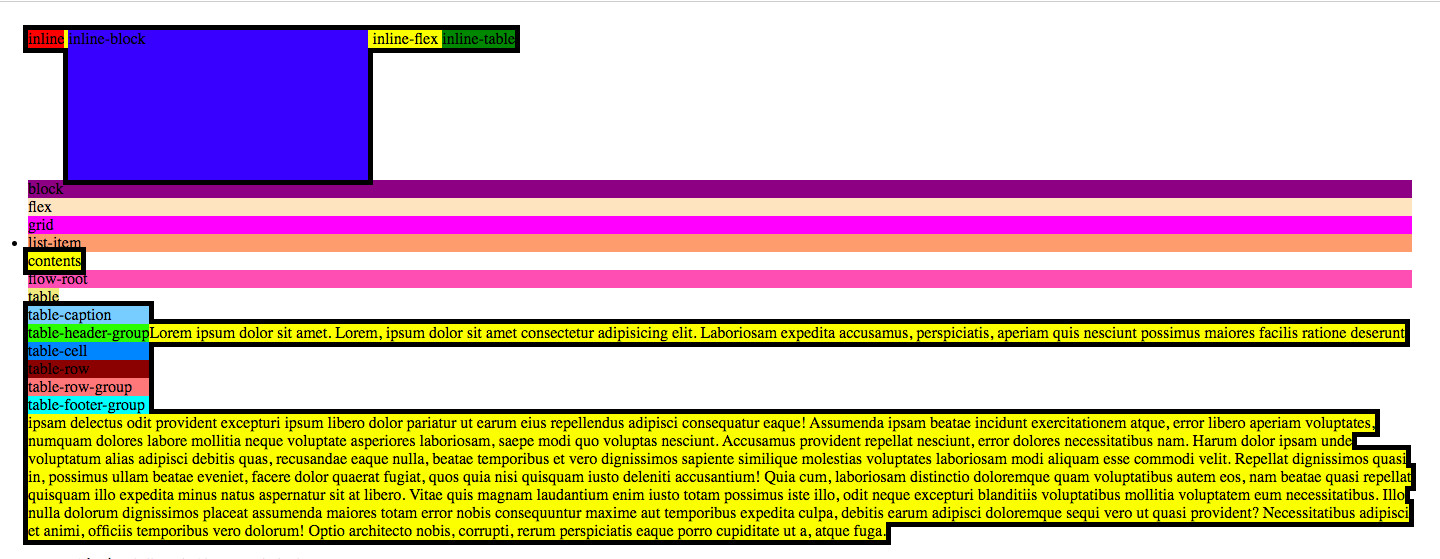 inline inline-block inline-flex inline-table
block
flex
grid
list-item
contents
flow-root
table
table-caption
table-header-groupLorem ipsum dolor sit amet. Lorem, ipsum dolor sit amet consectetur adipisicing elit. Laboriosam expedita accusamus, perspiciatis, aperiam quis nesciunt possimus maiores facilis ratione deserunt
table-cell
table-row
table-row-group
table-footer-group
ipsam delectus odit provident excepturi ipsum libero dolor pariatur ut earum eius repellendus adipisci consequatur eaque! Assumenda ipsam beatae incidunt exercitationem atque, error libero aperiam voluptates,
numquam dolores labore mollitia neque voluptate asperiores laboriosam, saepe modi quo voluptas nesciunt. Accusamus provident repellat nesciunt, error dolores necessitatibus nam. Harum dolor ipsam unde
voluptatum alias adipisci debitis quas, recusandae eaque nulla, beatae temporibus et vero dignissimos sapiente similique molestias voluptates laboriosam modi aliquam esse commodi velit. Repellat dignissimos quasi
in, possimus ullam beatae eveniet, facere dolor quaerat fugiat, quos quia nisi quisquam iusto deleniti accusantium! Quia cum, laboriosam distinctio doloremque quam voluptatibus autem eos, nam beatae quasi repellat
quisquam illo expedita minus natus aspernatur sit at libero. Vitae quis magnam laudantium enim iusto totam possimus iste illo, odit neque excepturi blanditiis voluptatibus mollitia voluptatem eum necessitatibus. Illo
nulla dolorum dignissimos placeat assumenda maiores totam error nobis consequuntur maxime aut temporibus expedita culpa, debitis earum adipisci doloremque sequi vero ut quasi provident? Necessitatibus adipisci
et animi, officiis temporibus vero dolorum! Optio architecto nobis, corrupti, rerum perspiciatis eaque porro cupiditate ut a, atque fuga.